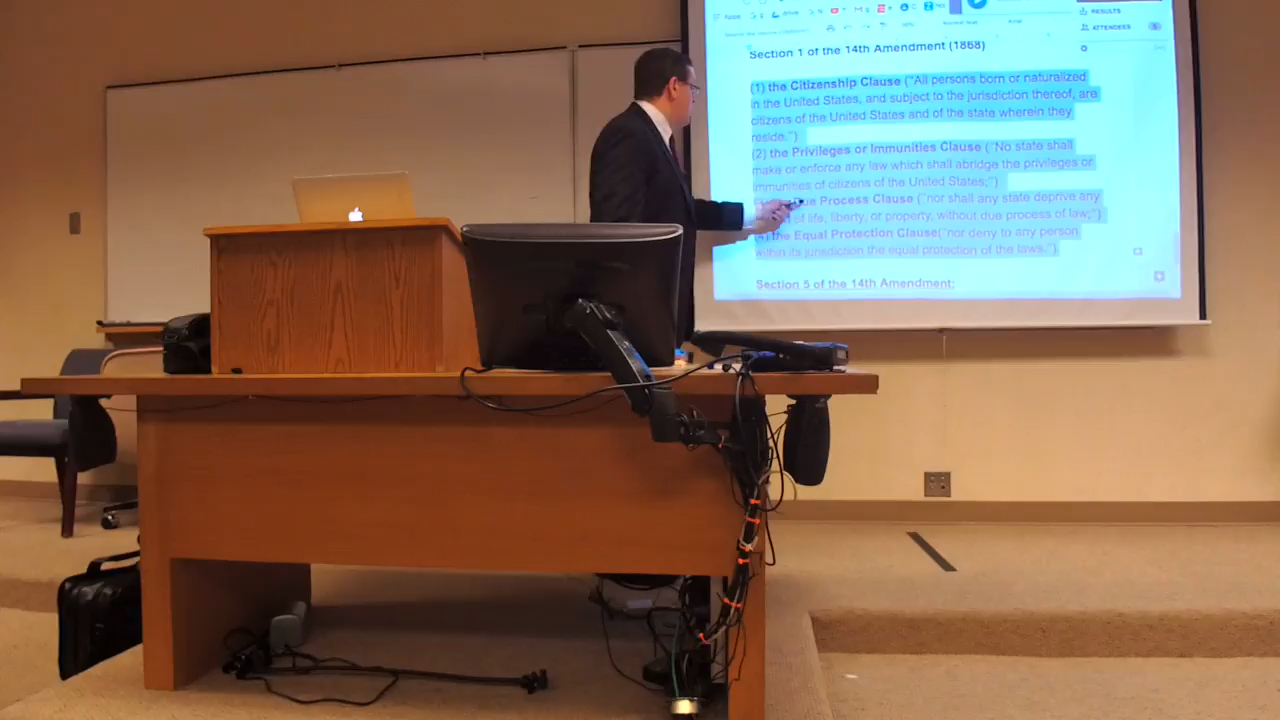 Apps
drive
RESULTS
ATTENDEES
Section 1 of the 14th Amendment (1868)
(1) the Citizenship Clause ("All persons born or naturalized
in the United States, and subject to the jurisdiction thereof, are
citizens of the United States and of the state wherein they
reside.")
(2) the Privileges or Immunities Clause ("No state shall
make or enforce any law which shall abridge the privileges or
immunities of citizens of the United States;")
Process Clause ("nor shall any state deprive any
of life, liberty, or property, without due process of law;")
(4) the Equal Protection Clause("nor deny to any person
within its jurisdiction the equal protection of the laws.")
Section 5 of the 14th Amendment: